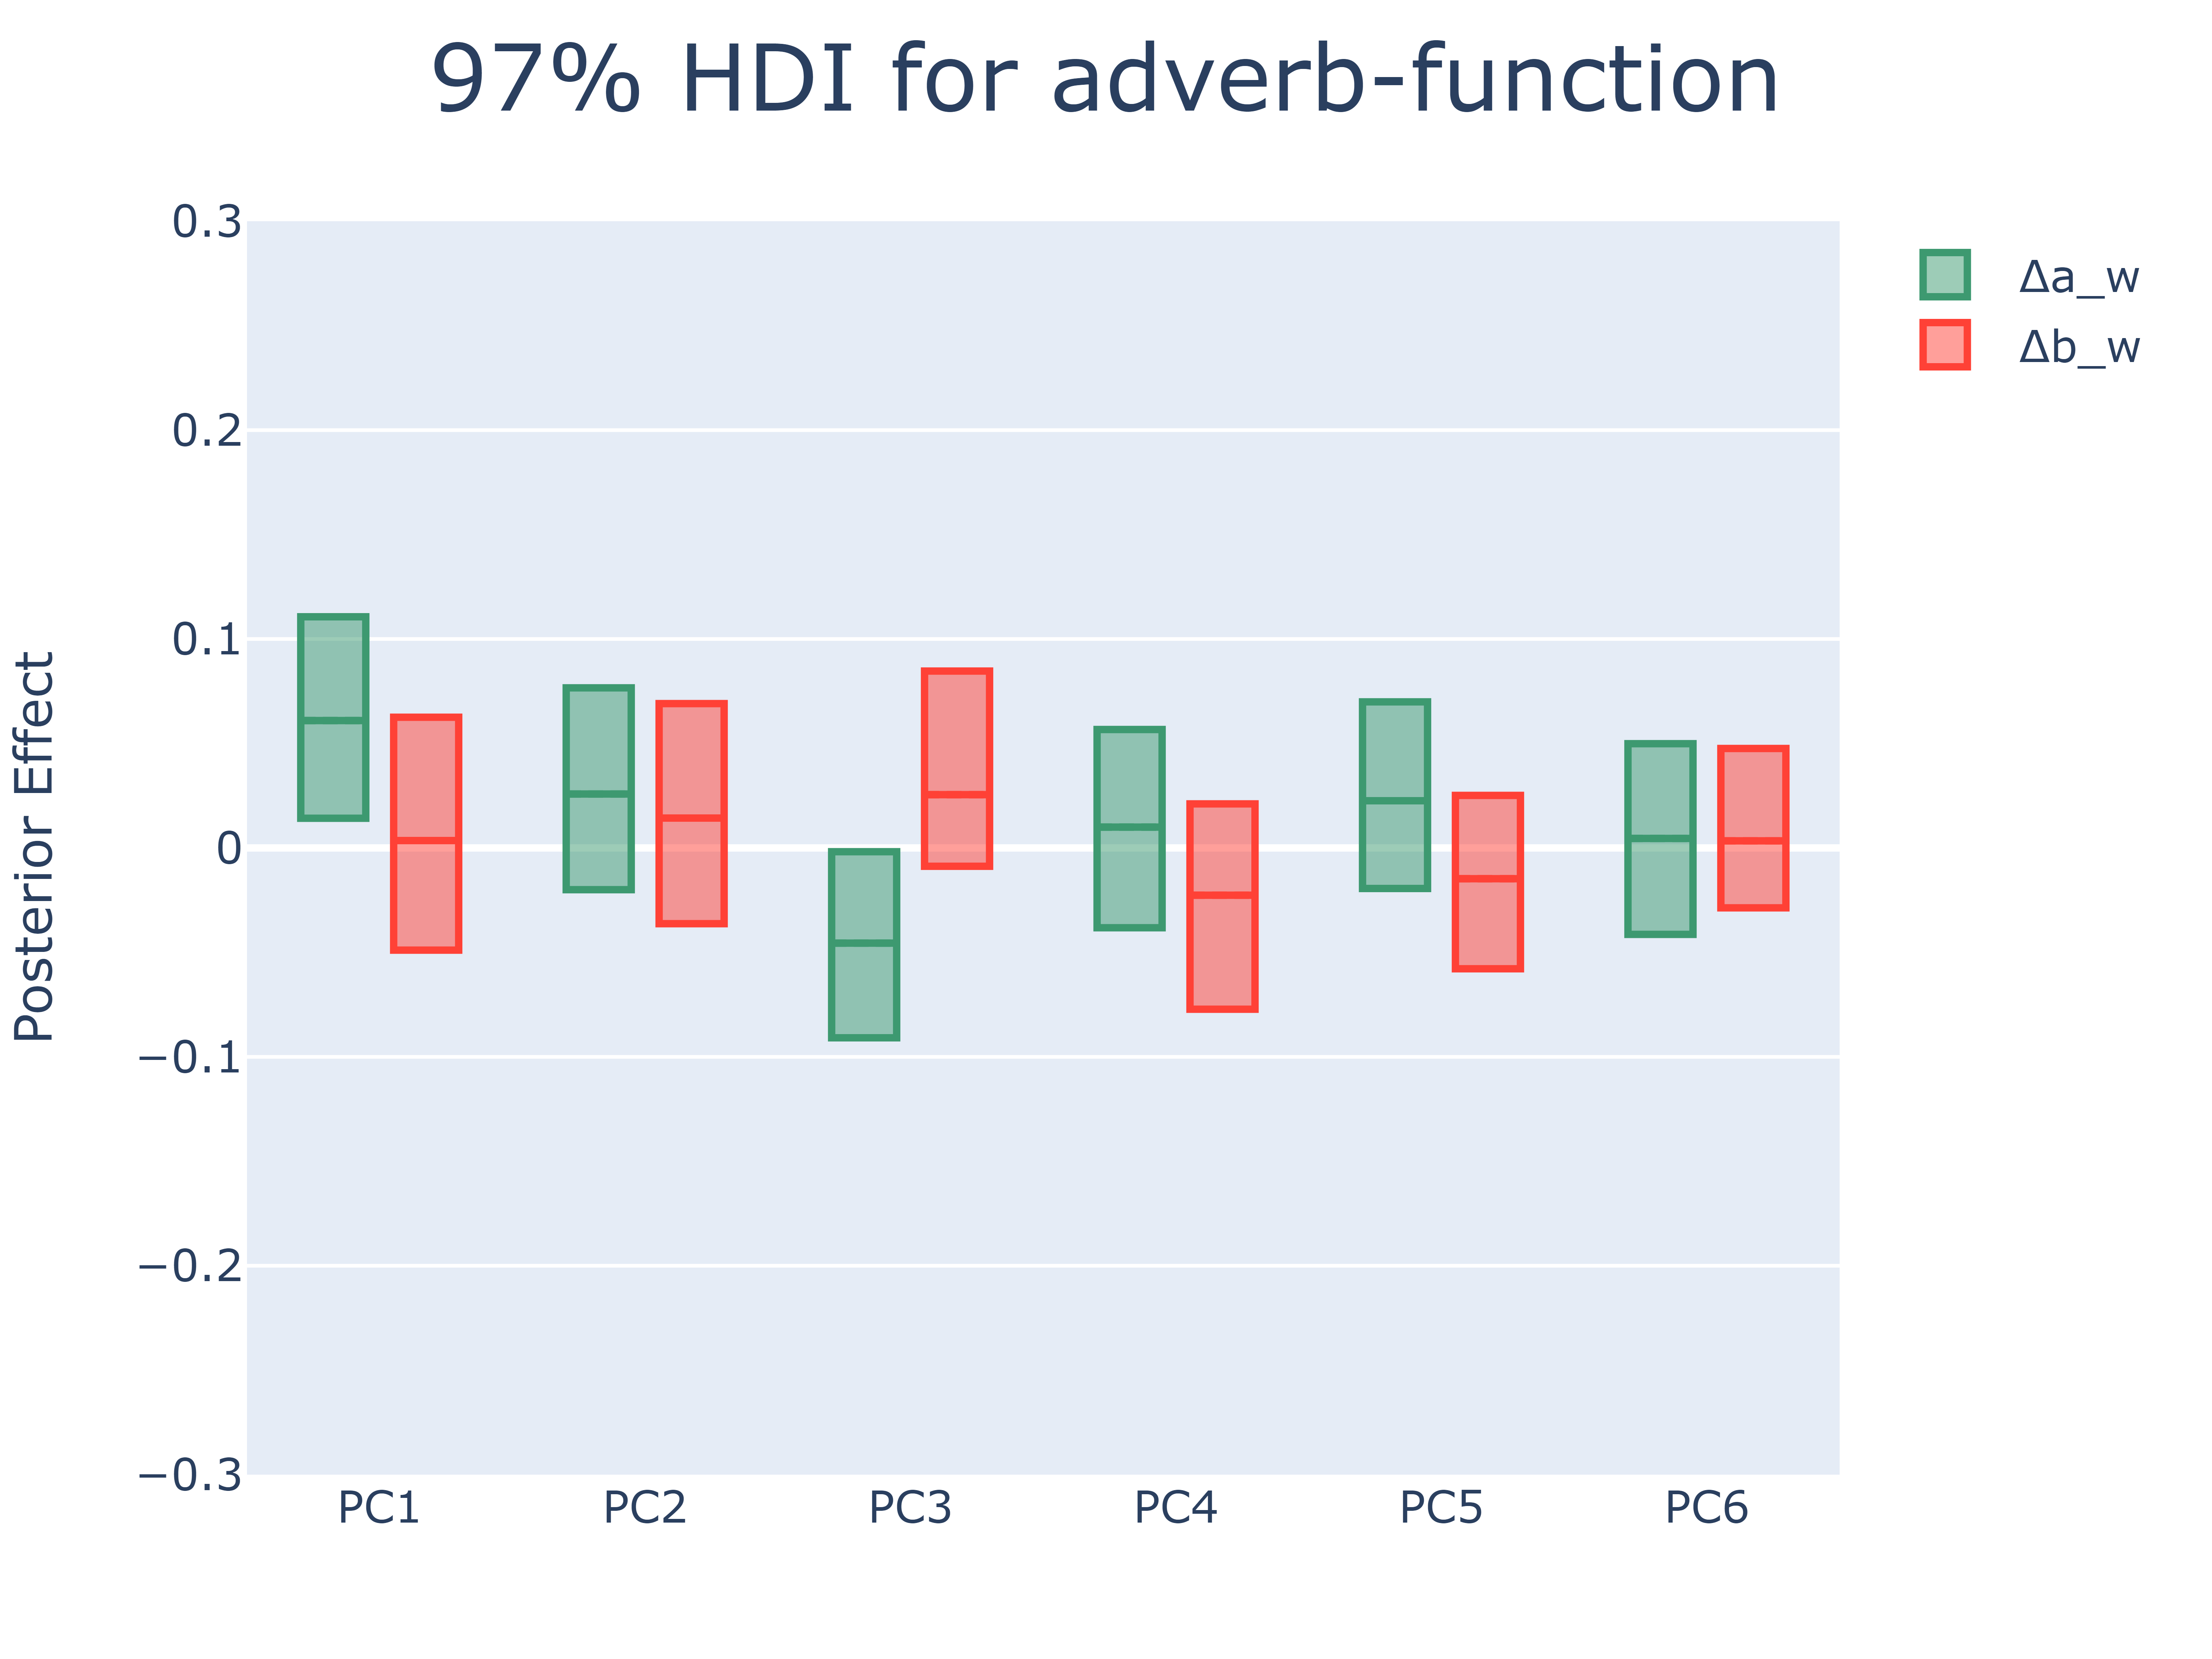 97% HDI for adverb-function
Posterior Effect
0.3
0.2
0.1
0
−0.1
−0.2
−0.3
PC1 PC2 PC3 PC4 PC5 PC6
Δa_w
Δb_w